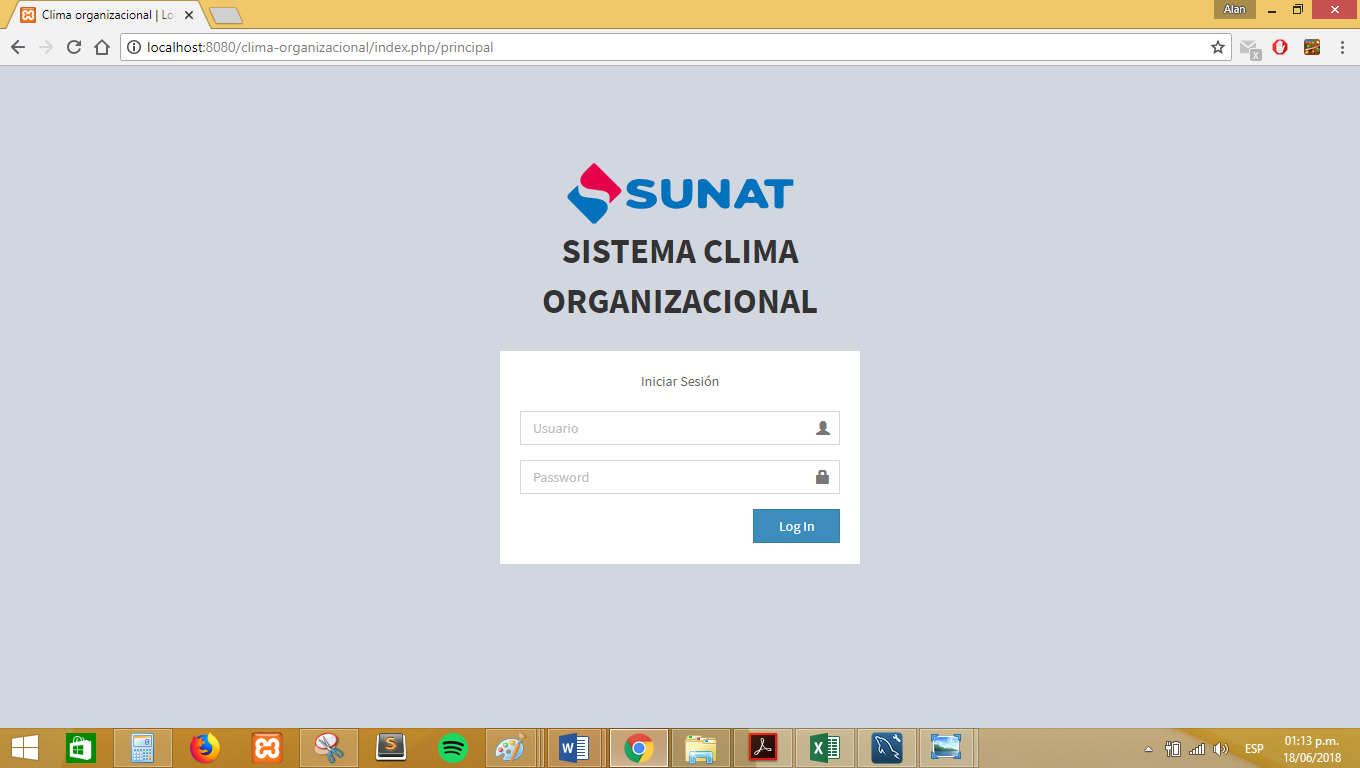 Clima organizacional | Lo
Alan
localhost:8080/clima-organizacional/index.php/principal
SUNAT
SISTEMA CLIMA
ORGANIZACIONAL
Iniciar Sesión
Usuario
Password
Log In
ESP
01:13 p.m.
18/06/2018